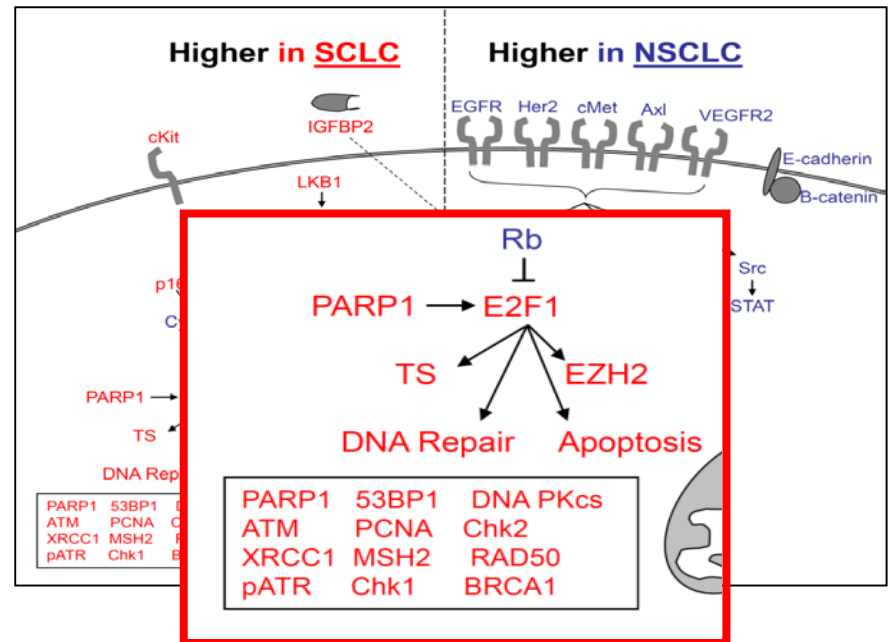 Higher in SCLC
Higher in NSCLC
IGFBP2
cKit
LKB1
EGFR Her2 cMet Axl VEGFR2
E-cadherin
B-catenin
Src
STAT
PARP1
TS
PARP1 53BP1
ATM PCNA
XRCC1 MSH2
pATR Chk1
Rb
PARP1 E2F1
TS EZH2
DNA Repair Apoptosis
PARP1 53BP1 DNA PKcs
ATM PCNA Chk2
XRCC1 MSH2 RAD50
pATR Chk1 BRCA1